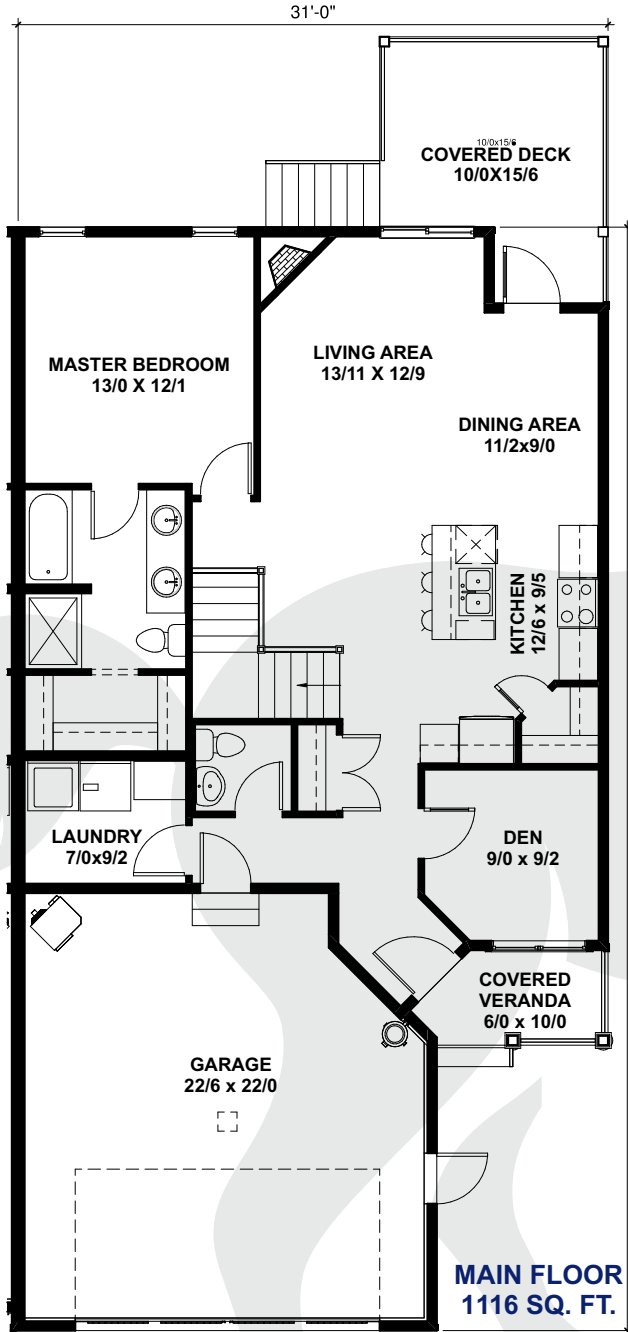 31'-0"
10/0x15/6
COVERED DECK
10/0X15/6
MASTER BEDROOM
13/0 X 12/1
LIVING AREA
13/11 X 12/9
DINING AREA
11/2x9/0
KITCHEN
12/6 x 9/5
LAUNDRY
7/0x9/2
DEN
9/0 x 9/2
COVERED
VERANDA
6/0 x 10/0
GARAGE
22/6 x 22/0
MAIN FLOOR
1116 SQ. FT.